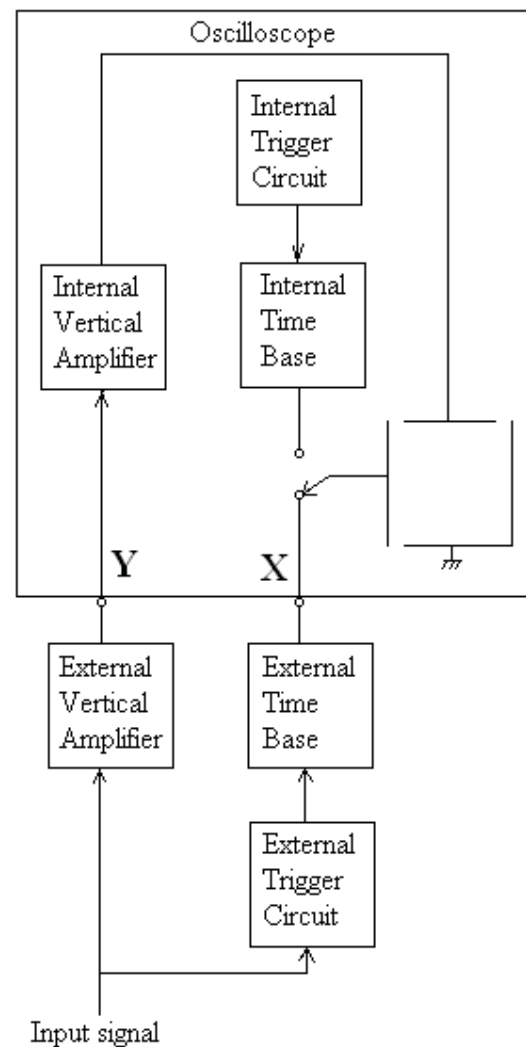 Oscilloscope
Internal
Trigger
Circuit
Internal
Vertical
Amplifier
Internal
Time
Base
Y
X
External
Vertical
Amplifier
External
Time
Base
External
Trigger
Circuit
Input signal